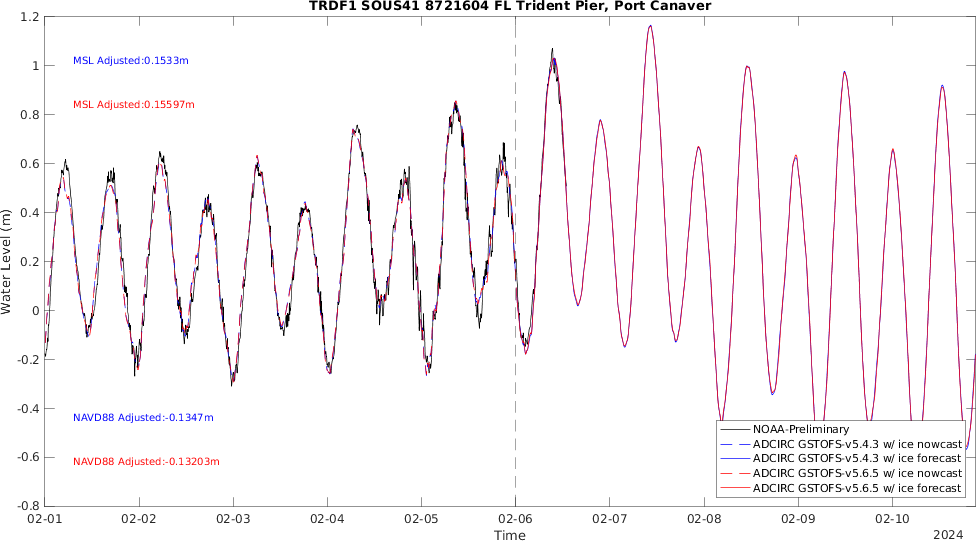 TRDF1 SOUS41 8721604 FL Trident Pier, Port Canaver
1.2
1
0.8
0.6
0.4
0.2
0
-0.2
-0.4
-0.6
-0.8
Water Level (m)
MSL Adjusted:0.1533m
MSL Adjusted:0.15597m
NAVD88 Adjusted:-0.1347m
NAVD88 Adjusted:-0.13203m
NOAA-Preliminary
ADCIRC GSTOFS-v5.4.3 w/ ice nowcast
ADCIRC GSTOFS-v5.4.3 w/ ice forecast
ADCIRC GSTOFS-v5.6.5 w/ ice nowcast
ADCIRC GSTOFS-v5.6.5 w/ ice forecast
02-01 02-02 02-03 02-04 02-05 02-06 02-07 02-08 02-09 02-10
Time
2024